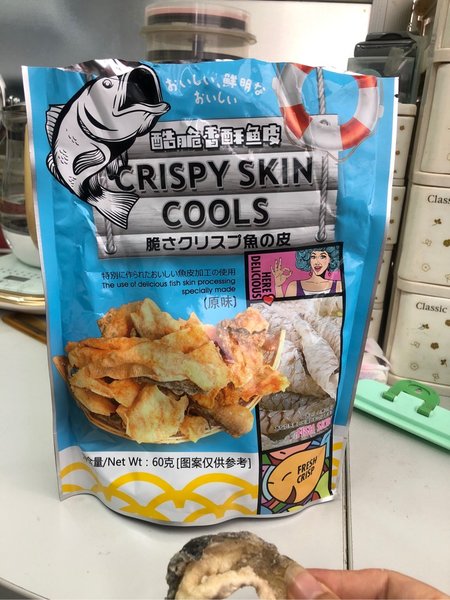 おいしい、鮮明な
おいしい
酷脆香酥鱼皮
CRISPY SKIN
COOLS
脆さクリスプ魚の皮
特別に作られたおいしい魚皮加工の使用
The use of delicious fish skin processing
specially made
[原味]
HERE
DELICIOUS
FRESH
CRISP
含量/Net Wt : 60克 [图案仅供参考]
Classic
Classic